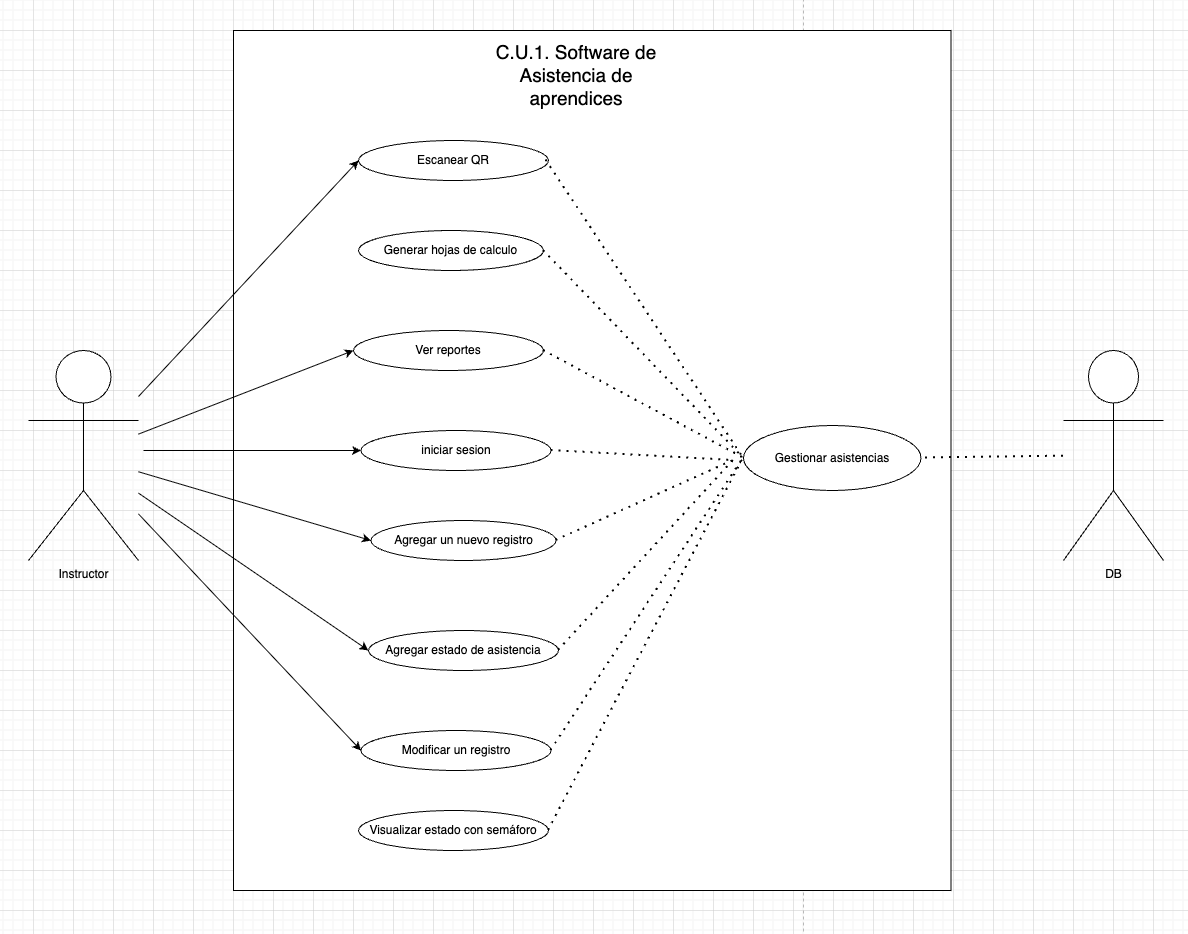 C.U.1. Software de
Asistencia de
aprendices
Escanear QR
Generar hojas de calculo
Ver reportes
iniciar sesion
Gestionar asistencias
Agregar un nuevo registro
Instructor
DB
Agregar estado de asistencia
Modificar un registro
Visualizar estado con semáforo